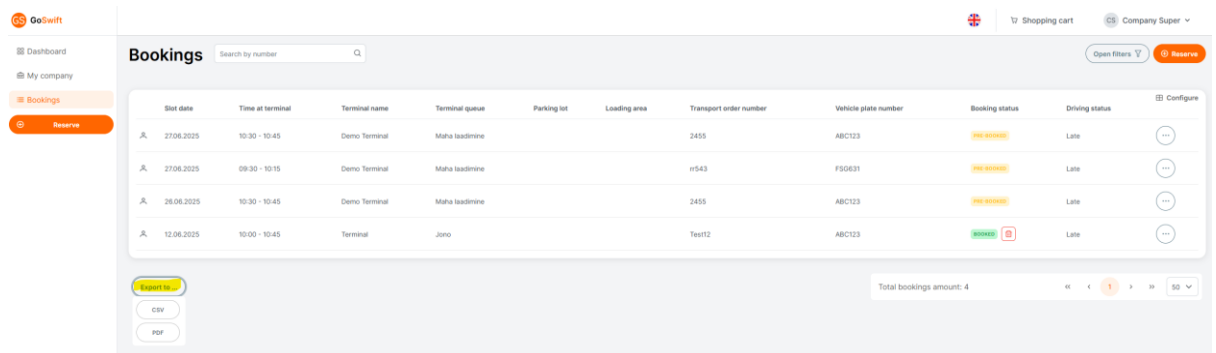 GS GoSwift
Shopping cart
CS Company Super
Dashboard
My company
Bookings
Reserve
Bookings
Search by number
Open filters
Reserve
Configure
Slot date Time at terminal Terminal name Terminal queue Parking lot Loading area Transport order number Vehicle plate number Booking status Driving status
27.06.2025 10:30 - 10:45 Demo Terminal Maha laadimine 2455 ABC123 PRE-BOOKED Late
27.06.2025 09:30 - 10:15 Demo Terminal Maha laadimine rr543 FSG631 PRE-BOOKED Late
26.06.2025 10:30 - 10:45 Demo Terminal Maha laadimine 2455 ABC123 PRE-BOOKED Late
12.06.2025 10:00 - 10:45 Terminal Jono Test12 ABC123 BOOKED Late
Export to ...
CSV
PDF
Total bookings amount: 4
« ‹ 1 › » 50